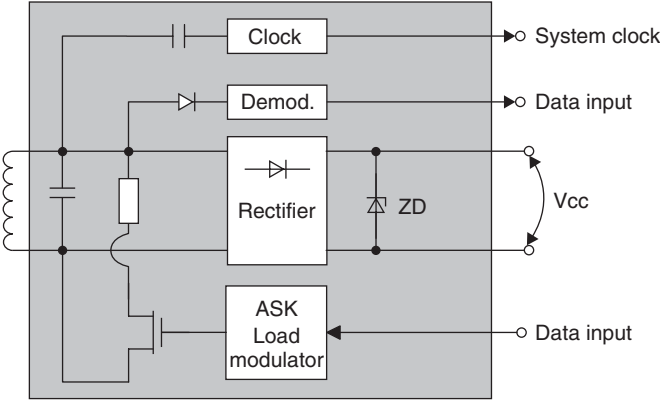 Clock
System clock
Demod.
Data input
Rectifier
ZD
Vcc
ASK
Load
modulator
Data input